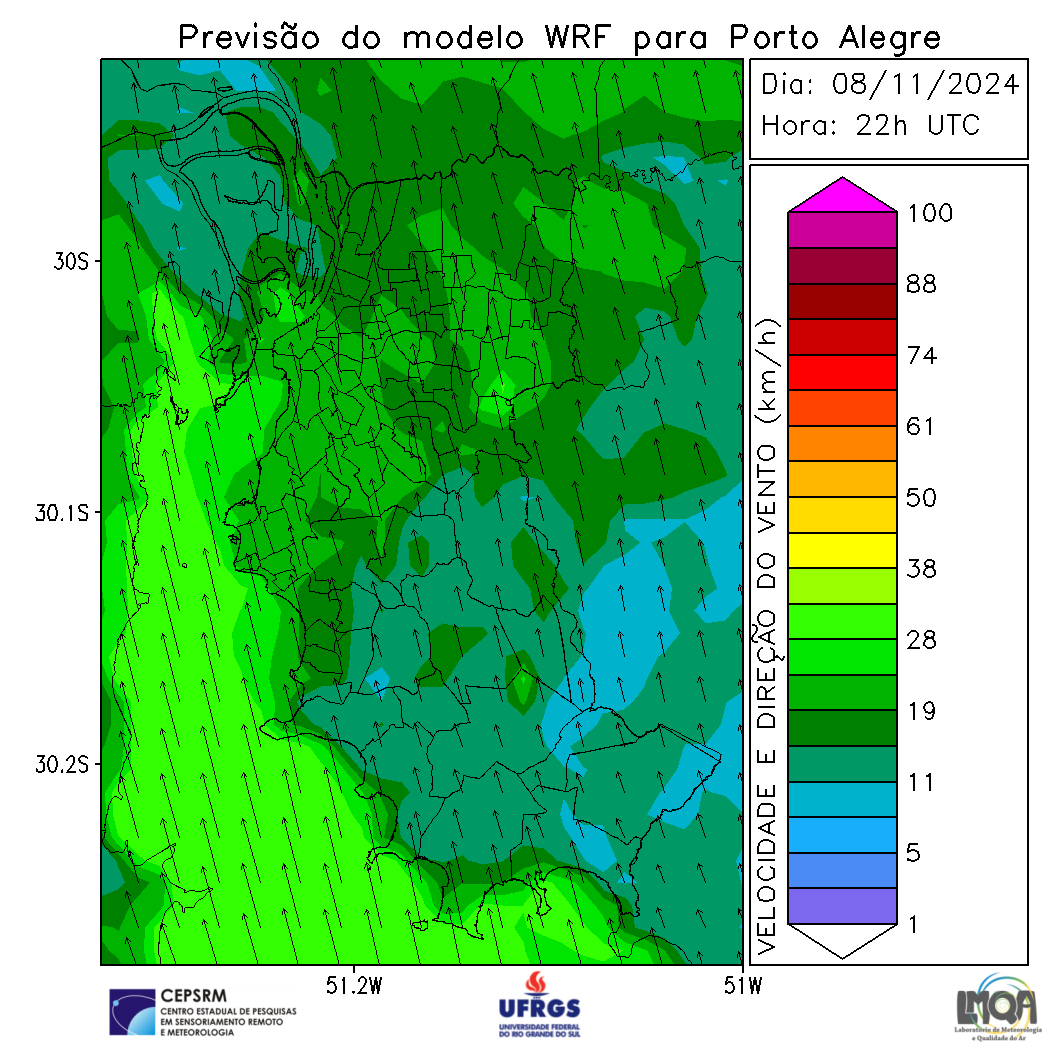 Previsão do modelo WRF para Porto Alegre
Dia: 08/11/2024
Hora: 22h UTC
30S
30.1S
30.2S
51.2W
51W
VELOCIDADE E DIREÇÃO DO VENTO (km/h)
100
88
74
61
50
38
28
19
11
5
1
CEPSRM
CENTRO ESTADUAL DE PESQUISAS
EM SENSORIAMENTO REMOTO
E METEOROLOGIA
UFRGS
UNIVERSIDADE FEDERAL
DO RIO GRANDE DO SUL
LMQA
Laboratório de Meteorologia
e Qualidade do Ar